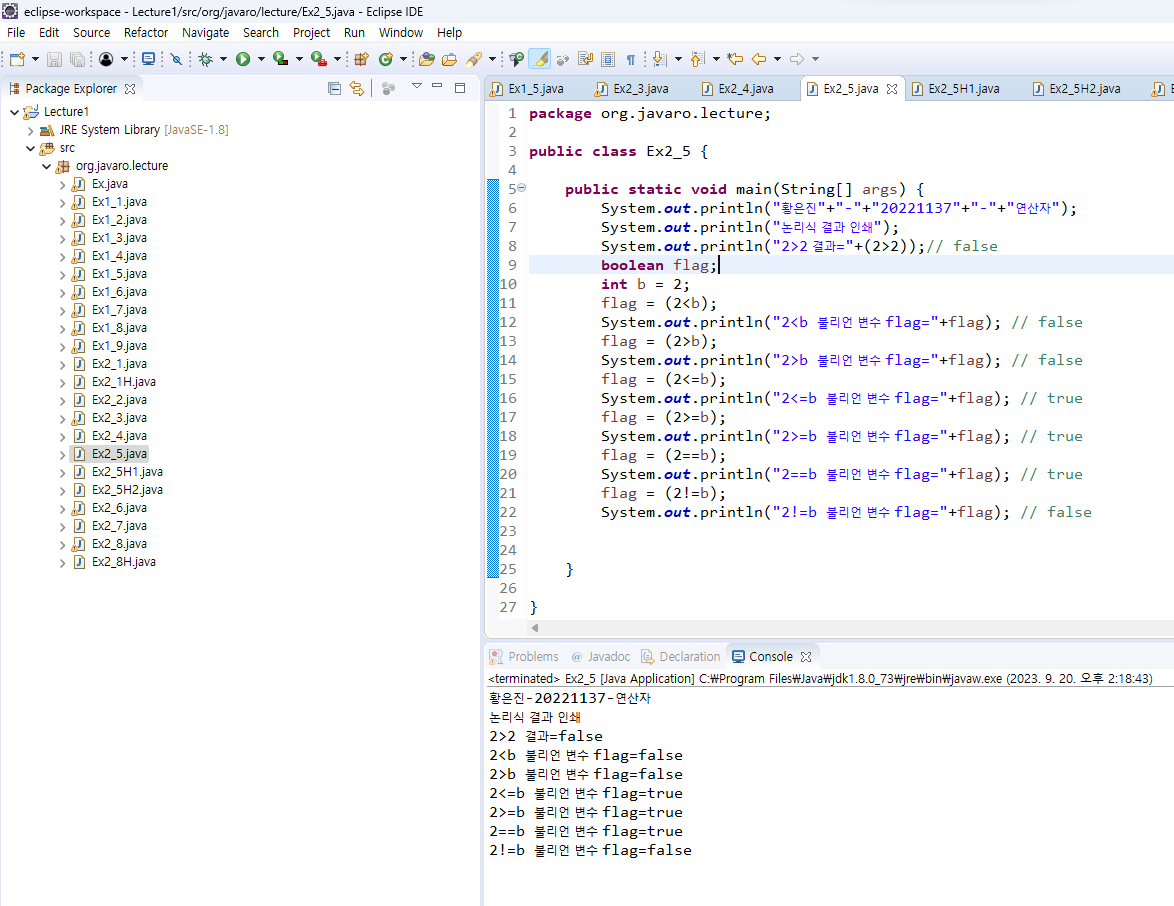 eclipse-workspace - Lecture1/src/org/javaro/lecture/Ex2_5.java - Eclipse IDE
File Edit Source Refactor Navigate Search Project Run Window Help
Package Explorer
Lecture1
JRE System Library [JavaSE-1.8]
src
org.javaro.lecture
Ex.java
Ex1_1.java
Ex1_2.java
Ex1_3.java
Ex1_4.java
Ex1_5.java
Ex1_6.java
Ex1_7.java
Ex1_8.java
Ex1_9.java
Ex2_1.java
Ex2_1H.java
Ex2_2.java
Ex2_3.java
Ex2_4.java
Ex2_5.java
Ex2_5H1.java
Ex2_5H2.java
Ex2_6.java
Ex2_7.java
Ex2_8.java
Ex2_8H.java
Ex1_5.java Ex2_3.java Ex2_4.java Ex2_5.java Ex2_5H1.java Ex2_5H2.java
1 package org.javaro.lecture;
2
3 public class Ex2_5 {
4
5 public static void main(String[] args) {
6 System.out.println("황은진"+"-"+"20221137"+"-"+"연산자");
7 System.out.println("논리식 결과 인쇄");
8 System.out.println("2>2 결과="+(2>2));// false
9 boolean flag;
10 int b = 2;
11 flag = (2<b);
12 System.out.println("2<b 불리언 변수 flag="+flag); // false
13 flag = (2>b);
14 System.out.println("2>b 불리언 변수 flag="+flag); // false
15 flag = (2<=b);
16 System.out.println("2<=b 불리언 변수 flag="+flag); // true
17 flag = (2>=b);
18 System.out.println("2>=b 불리언 변수 flag="+flag); // true
19 flag = (2==b);
20 System.out.println("2==b 불리언 변수 flag="+flag); // true
21 flag = (2!=b);
22 System.out.println("2!=b 불리언 변수 flag="+flag); // false
23
24
25 }
26
27 }
Problems @ Javadoc Declaration Console
<terminated> Ex2_5 [Java Application] C:₩Program Files₩Java₩jdk1.8.0_73₩jre₩bin₩javaw.exe (2023. 9. 20. 오후 2:18:43)
황은진-20221137-연산자
논리식 결과 인쇄
2>2 결과=false
2<b 불리언 변수 flag=false
2>b 불리언 변수 flag=false
2<=b 불리언 변수 flag=true
2>=b 불리언 변수 flag=true
2==b 불리언 변수 flag=true
2!=b 불리언 변수 flag=false